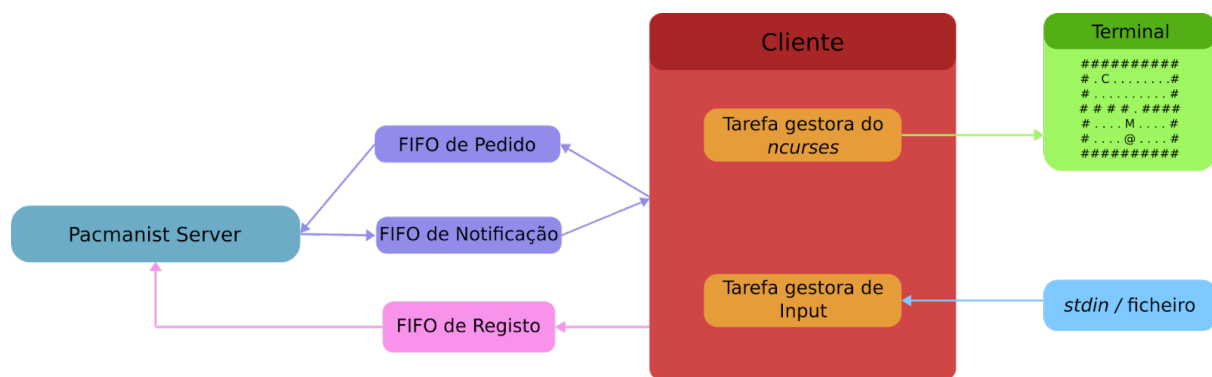 Cliente
Terminal
##########
# . C . . . . . . . .#
# . . . . . . . . . . #
# # # # . ####
# . . . . M . . . . #
# . . . . @ . . . . #
##########
Tarefa gestora do
ncurses
FIFO de Pedido
Pacmanist Server
FIFO de Notificação
Tarefa gestora de
Input
stdin / ficheiro
FIFO de Registo